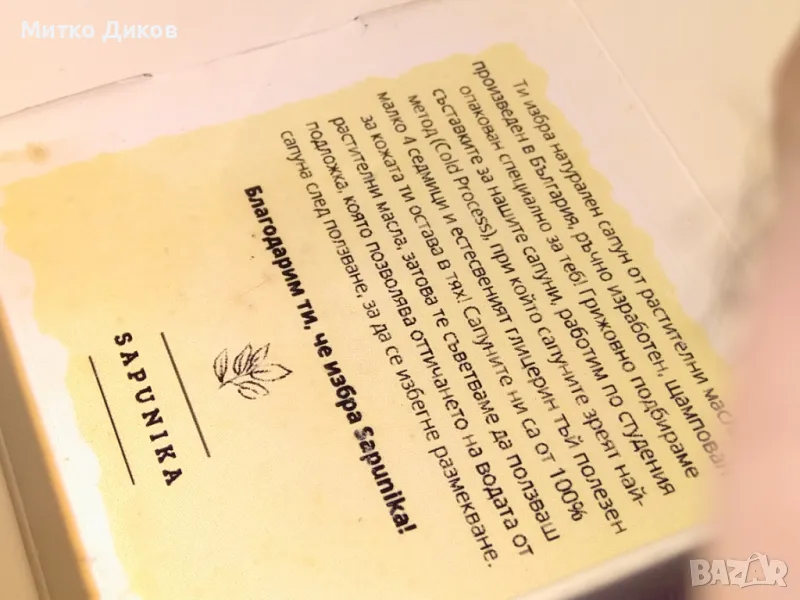 Митко Диков
Ти избра натурален сапун от растителни
произведен в България, ръчно изработен,
опакован специално за теб! Грижовно подбираме
съставките за нашите сапуни, работим по студения
метод (Cold Process), при който сапуните зреят най-
малко 4 седмици и естесвеният глицерин тъй полезен
за кожата ти остава в тях! Сапуните ни са от 100%
растителни масла, затова те съветваме да ползваш
подложка, която позволява оттичането на водата от
сапуна след ползване, за да се избегне размекване.
Благодарим ти, че избра Sapunika!
SAPUNIKA
BAZAR